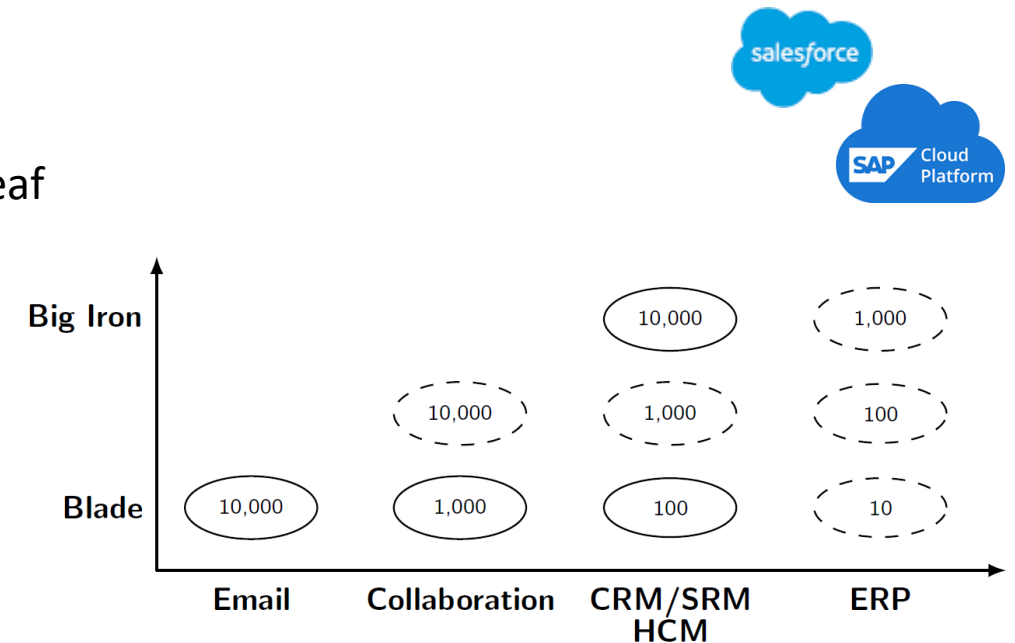 salesforce
SAP Cloud
Platform
eaf
Big Iron 10,000 1,000
10,000 1,000 100
Blade 10,000 1,000 100 10
Email Collaboration CRM/SRM ERP
HCM